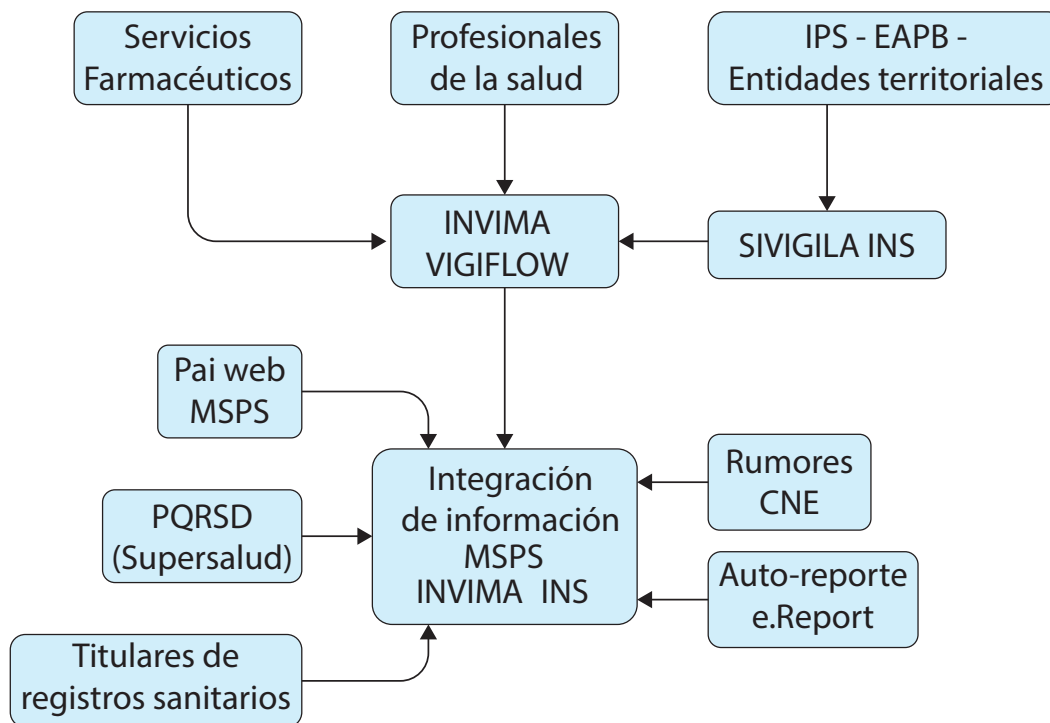 Servicios
Farmacéuticos
Profesionales
de la salud
IPS - EAPB -
Entidades territoriales
INVIMA
VIGIFLOW
SIVIGILA INS
Pai web
MSPS
Integración
de información
MSPS
INVIMA INS
Rumores
CNE
PQRSD
(Supersalud)
Auto-reporte
e.Report
Titulares de
registros sanitarios